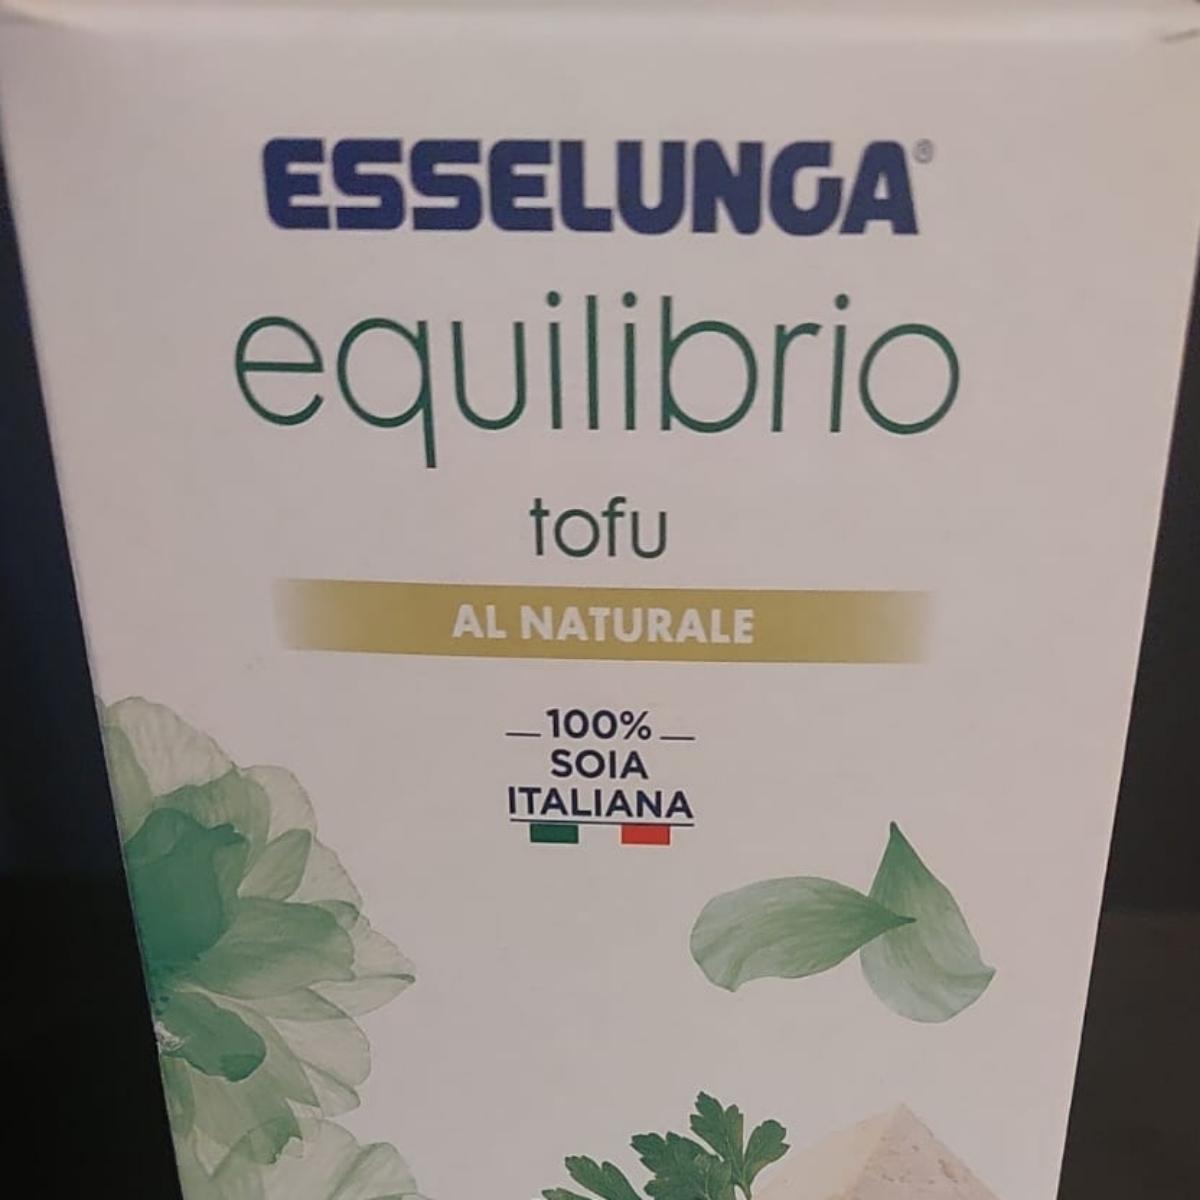 ESSELUNGA®
equilibrio
tofu
AL NATURALE
100%
SOIA
ITALIANA